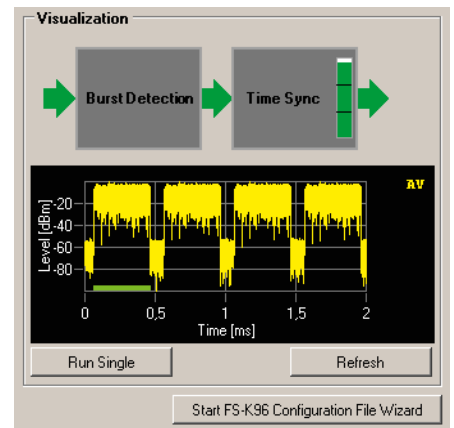 Visualization
Burst Detection
Time Sync
AV
Level [dBm]
-20
-40
-60
-80
0 0,5 1 1,5 2
Time [ms]
Run Single Refresh
Start FS-K96 Configuration File Wizard